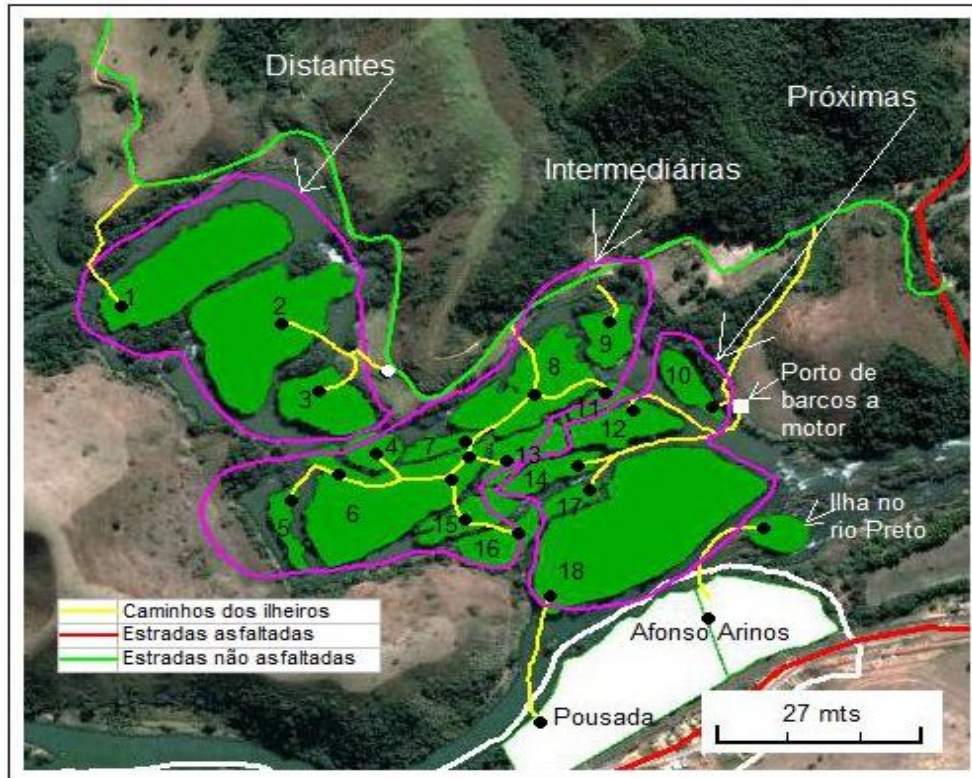 Distantes
Próximas
Intermediárias
1
2
3
9
8
10
Porto de
barcos a
motor
11
12
4
7
13
14
17
5
6
15
16
Ilha no
rio Preto
18
Caminhos dos ilheiros
Estradas asfaltadas
Estradas não asfaltadas
Afonso Arinos
Pousada
27 mts